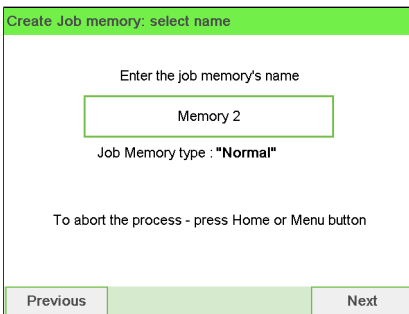 Create Job memory: select name
Enter the job memory's name
Memory 2
Job Memory type : "Normal"
To abort the process - press Home or Menu button
Previous
Next